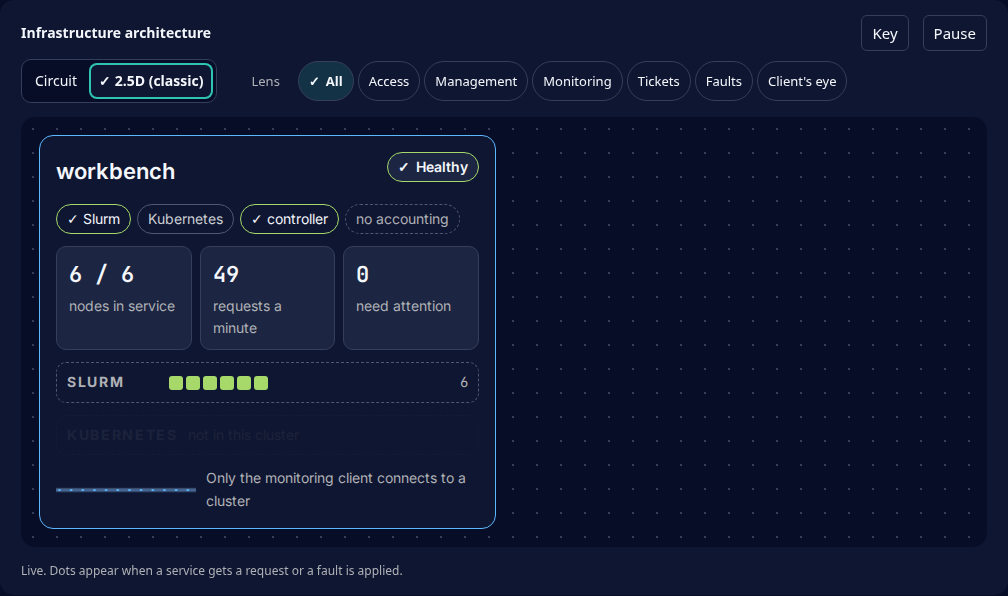 Infrastructure architecture
Key
Pause
Circuit
✓ 2.5D (classic)
Lens
✓ All
Access
Management
Monitoring
Tickets
Faults
Client's eye
workbench
✓ Healthy
✓ Slurm
Kubernetes
✓ controller
no accounting
6 / 6
nodes in service
49
requests a
minute
0
need attention
SLURM
6
KUBERNETES not in this cluster
Only the monitoring client connects to a
cluster
Live. Dots appear when a service gets a request or a fault is applied.